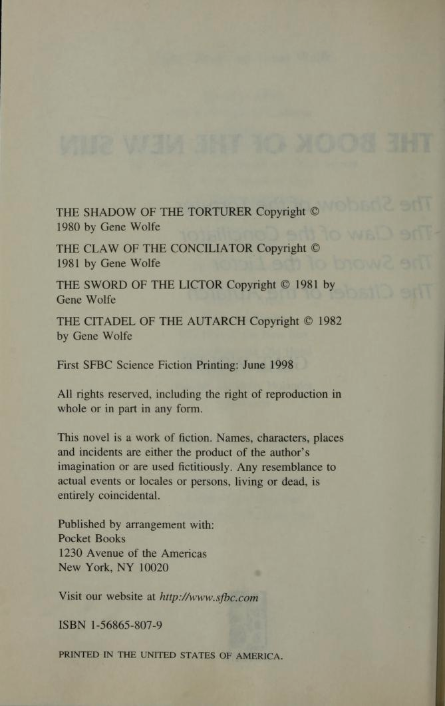 THE SHADOW OF THE TORTURER Copyright ©
1980 by Gene Wolfe
THE CLAW OF THE CONCILIATOR Copyright ©
1981 by Gene Wolfe
THE SWORD OF THE LICTOR Copyright © 1981 by
Gene Wolfe
THE CITADEL OF THE AUTARCH Copyright © 1982
by Gene Wolfe
First SFBC Science Fiction Printing: June 1998
All rights reserved, including the right of reproduction in
whole or in part in any form.
This novel is a work of fiction. Names, characters, places
and incidents are either the product of the author's
imagination or are used fictitiously. Any resemblance to
actual events or locales or persons, living or dead, is
entirely coincidental.
Published by arrangement with:
Pocket Books
1230 Avenue of the Americas
New York, NY 10020
Visit our website at http://www.sfbc.com
ISBN 1-56865-807-9
PRINTED IN THE UNITED STATES OF AMERICA.